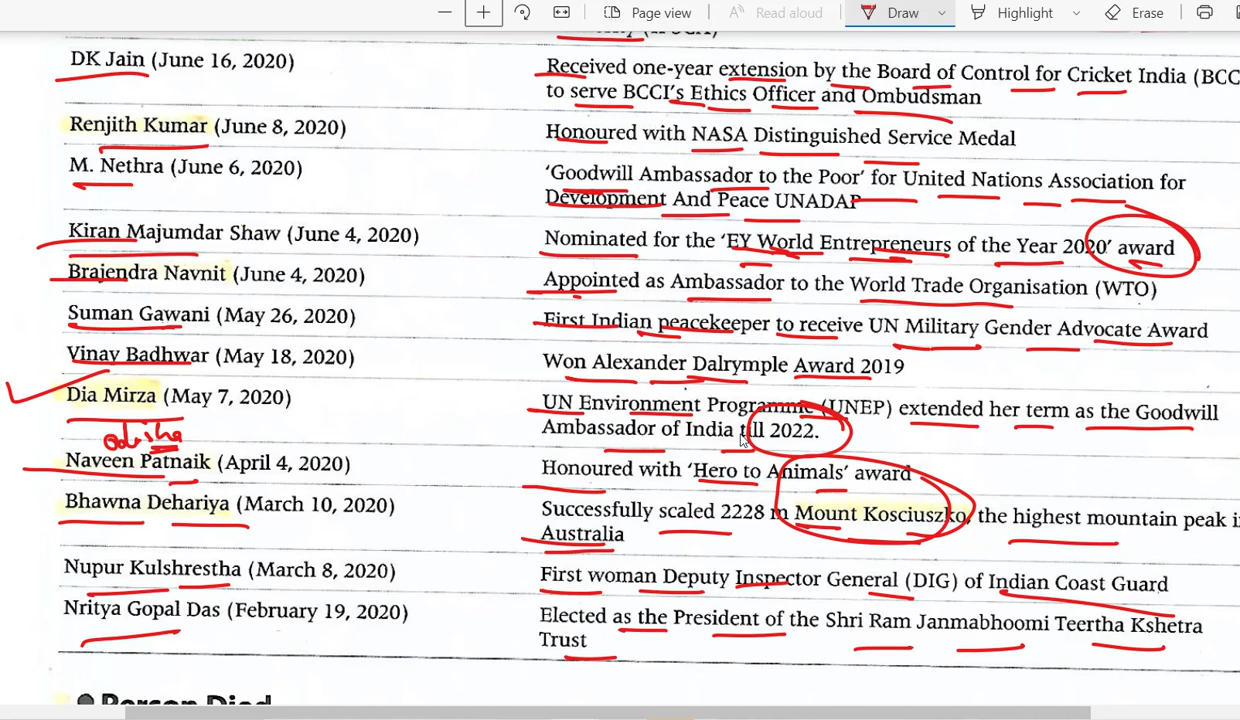 Page view Read aloud Draw Highlight Erase
DK Jain (June 16, 2020) Received one-year extension by the Board of Control for Cricket India (BCC
to serve BCCI's Ethics Officer and Ombudsman
Renjith Kumar (June 8, 2020) Honoured with NASA Distinguished Service Medal
M. Nethra (June 6, 2020) 'Goodwill Ambassador to the Poor' for United Nations Association for
Development And Peace UNADAP
Kiran Majumdar Shaw (June 4, 2020) Nominated for the 'EY World Entrepreneurs of the Year 2020' award
Brajendra Navnit (June 4, 2020) Appointed as Ambassador to the World Trade Organisation (WTO)
Suman Gawani (May 26, 2020) First Indian peacekeeper to receive UN Military Gender Advocate Award
Vinay Badhwar (May 18, 2020) Won Alexander Dalrymple Award 2019
Dia Mirza (May 7, 2020) UN Environment Programme (UNEP) extended her term as the Goodwill
Ambassador of India till 2022.
odisha
Naveen Patnaik (April 4, 2020) Honoured with 'Hero to Animals' award
Bhawna Dehariya (March 10, 2020) Successfully scaled 2228 m Mount Kosciuszko, the highest mountain peak i
Australia
Nupur Kulshrestha (March 8, 2020) First woman Deputy Inspector General (DIG) of Indian Coast Guard
Nritya Gopal Das (February 19, 2020) Elected as the President of the Shri Ram Janmabhoomi Teertha Kshetra
Trust
Person Died